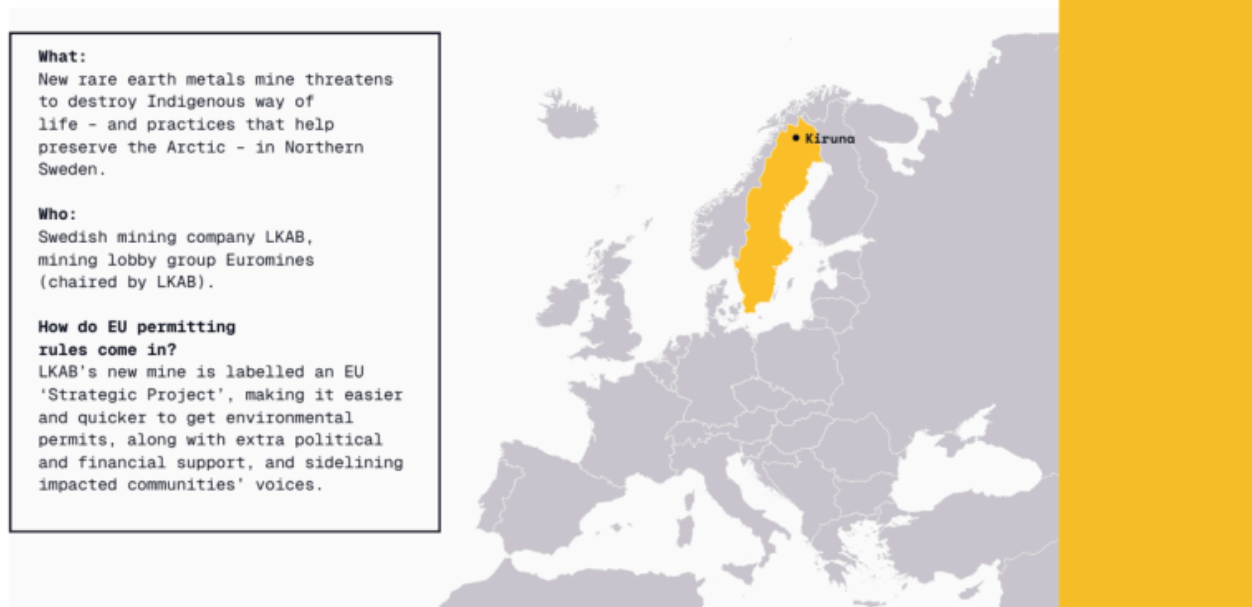 What:
New rare earth metals mine threatens
to destroy Indigenous way of
life – and practices that help
preserve the Arctic – in Northern
Sweden.
Who:
Swedish mining company LKAB,
mining lobby group Euromines
(chaired by LKAB).
How do EU permitting
rules come in?
LKAB's new mine is labelled an EU
‘Strategic Project’, making it easier
and quicker to get environmental
permits, along with extra political
and financial support, and sidelining
impacted communities’ voices.
Kiruna